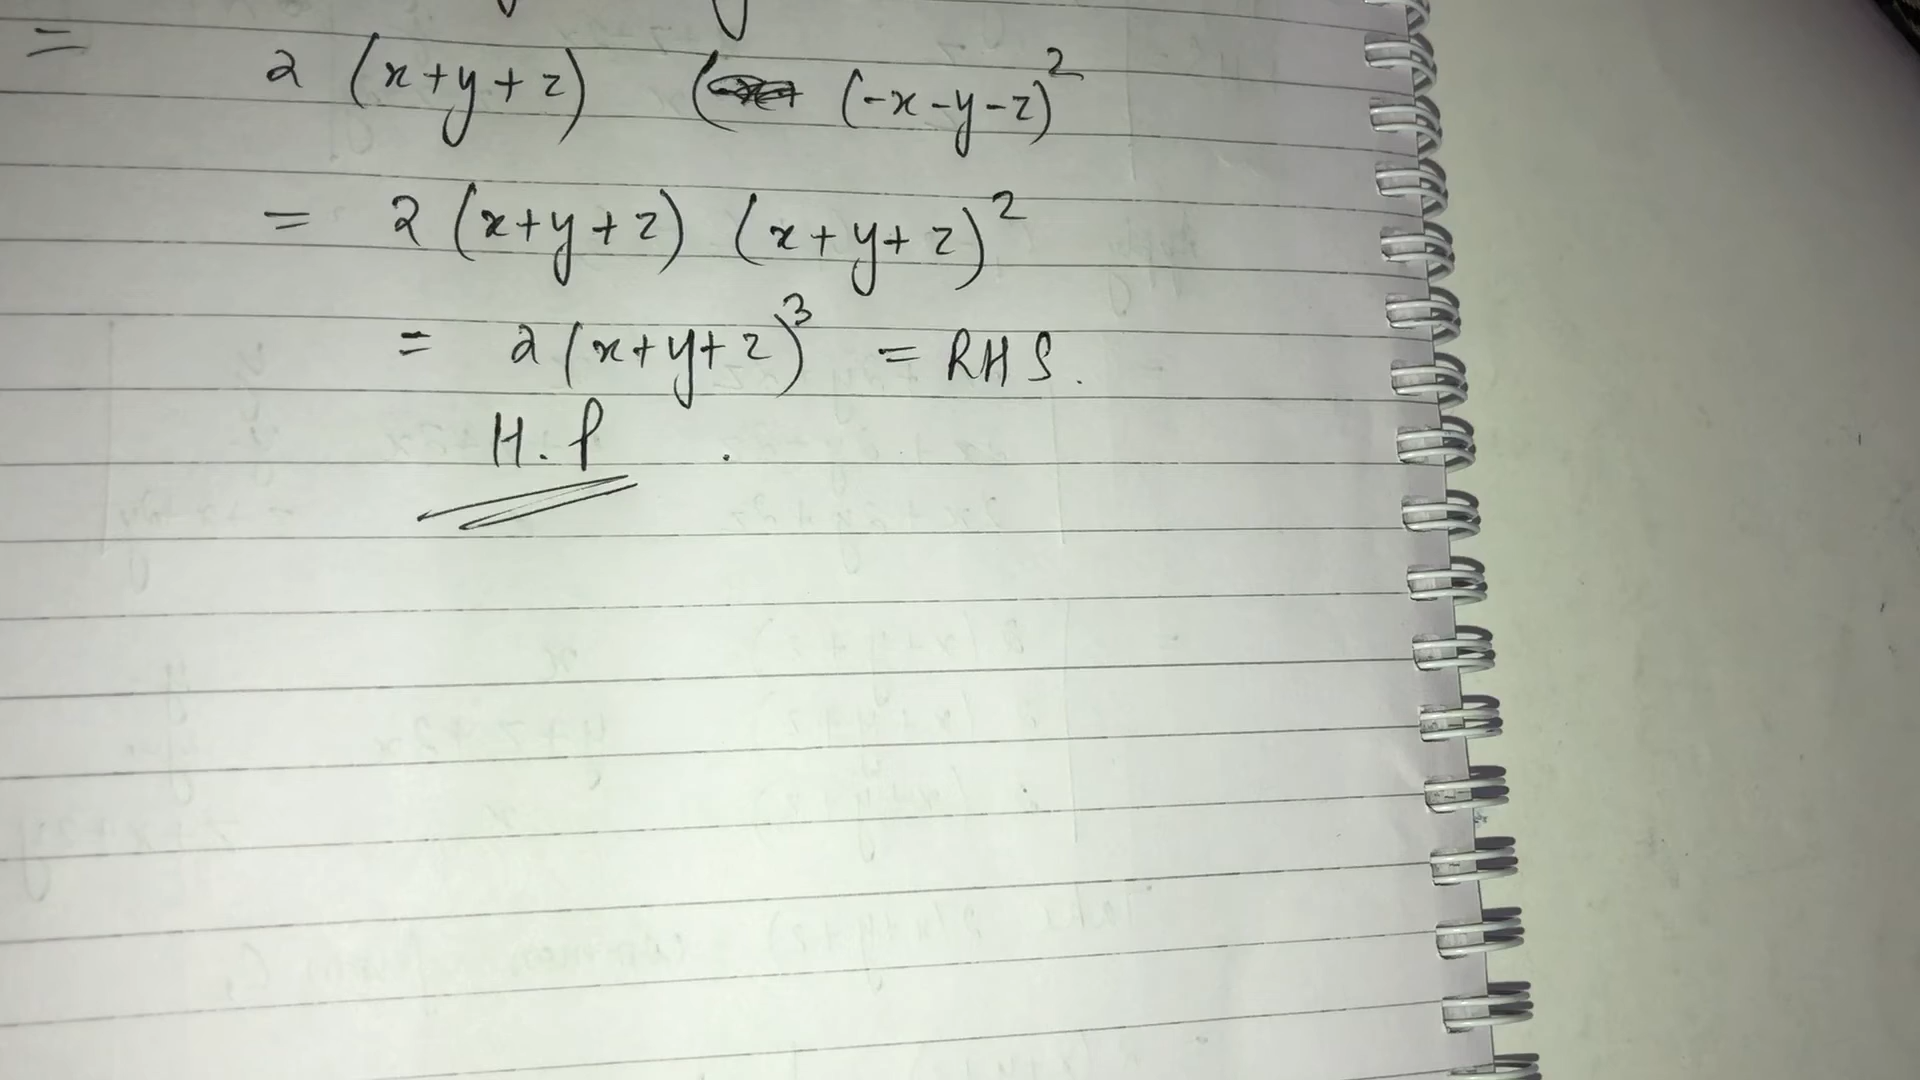 = 2 (x+y+z) ( (-x-y-z)²
= 2 (x+y+z) (x+y+z)²
= 2 (x+y+z)³ = RHS.
H.P.